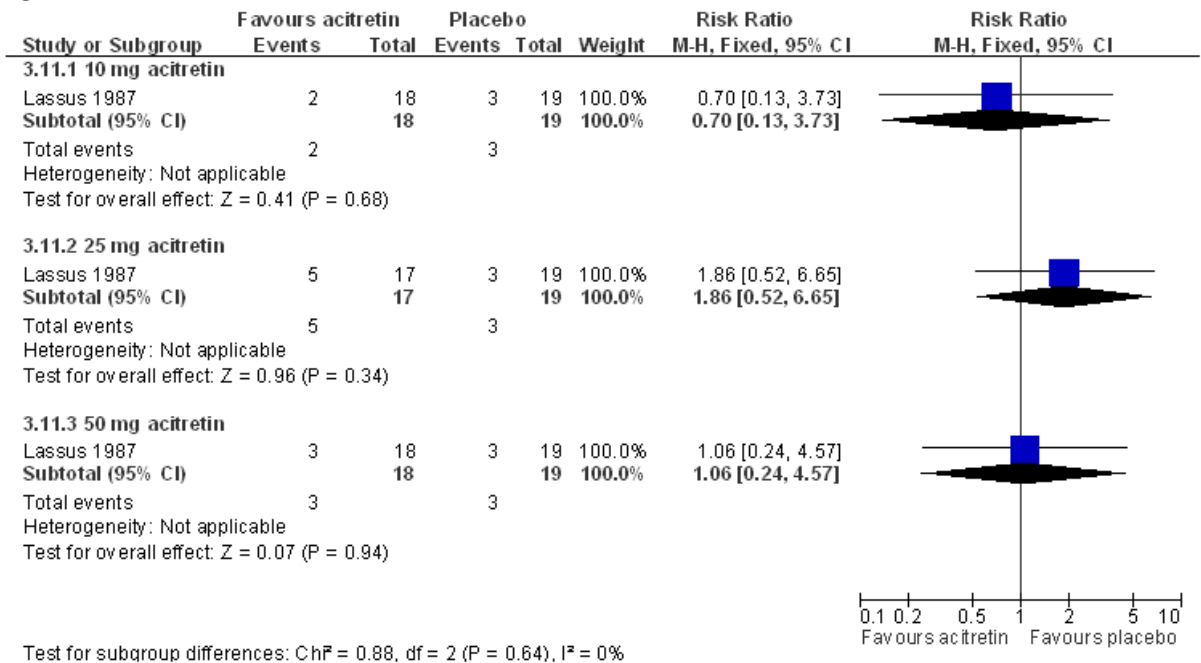 Favours acitretin Placebo Risk Ratio Risk Ratio
Study or Subgroup Events Total Events Total Weight M-H, Fixed, 95% CI M-H, Fixed, 95% CI
3.11.1 10 mg acitretin
Lassus 1987 2 18 3 19 100.0% 0.70 [0.13, 3.73]
Subtotal (95% CI) 18 19 100.0% 0.70 [0.13, 3.73]
Total events 2 3
Heterogeneity: Not applicable
Test for overall effect: Z = 0.41 (P = 0.68)
3.11.2 25 mg acitretin
Lassus 1987 5 17 3 19 100.0% 1.86 [0.52, 6.65]
Subtotal (95% CI) 17 19 100.0% 1.86 [0.52, 6.65]
Total events 5 3
Heterogeneity: Not applicable
Test for overall effect: Z = 0.96 (P = 0.34)
3.11.3 50 mg acitretin
Lassus 1987 3 18 3 19 100.0% 1.06 [0.24, 4.57]
Subtotal (95% CI) 18 19 100.0% 1.06 [0.24, 4.57]
Total events 3 3
Heterogeneity: Not applicable
Test for overall effect: Z = 0.07 (P = 0.94)
0.1 0.2 0.5 1 2 5 10
Favours acitretin Favours placebo
Test for subgroup differences: Chi² = 0.88, df = 2 (P = 0.64), I² = 0%